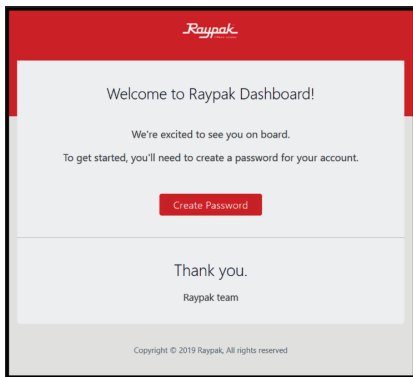 Raypak
Welcome to Raypak Dashboard!
We're excited to see you on board.
To get started, you'll need to create a password for your account.
Create Password
Thank you.
Raypak team
Copyright © 2019 Raypak, All rights reserved